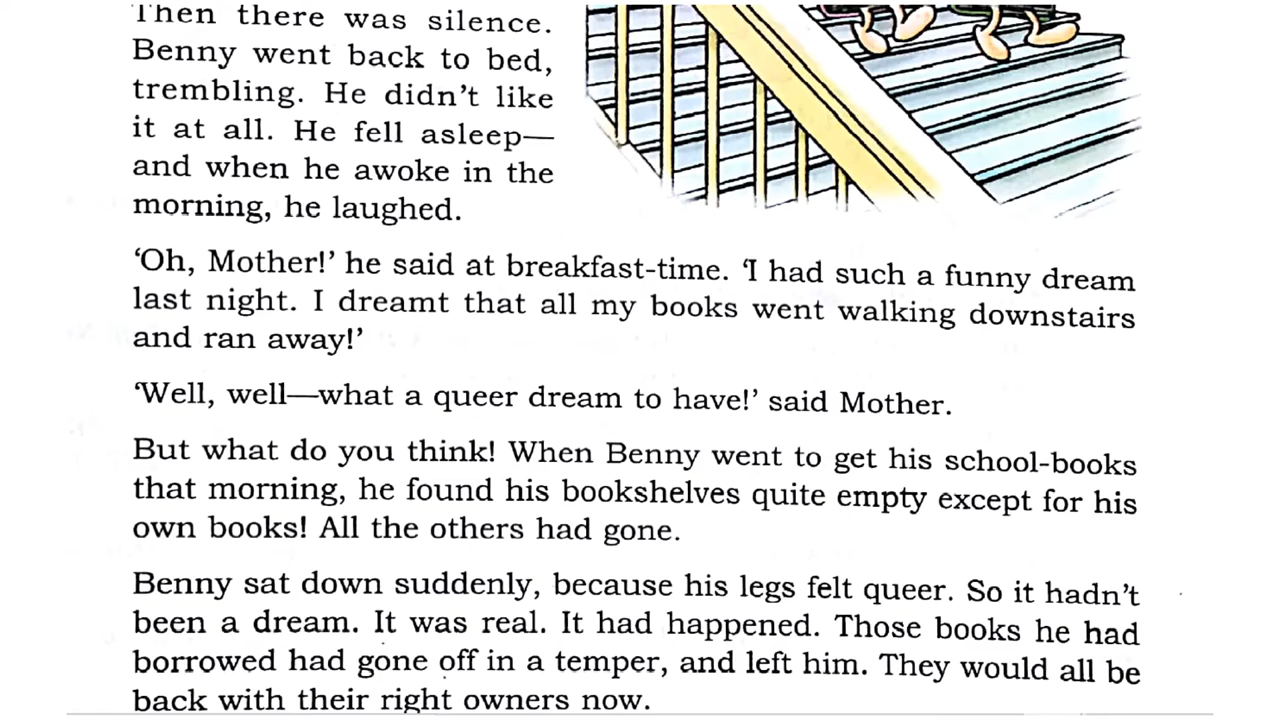 Then there was silence.
Benny went back to bed,
trembling. He didn't like
it at all. He fell asleep—
and when he awoke in the
morning, he laughed.
‘Oh, Mother!’ he said at breakfast-time. ‘I had such a funny dream
last night. I dreamt that all my books went walking downstairs
and ran away!’
‘Well, well—what a queer dream to have!’ said Mother.
But what do you think! When Benny went to get his school-books
that morning, he found his bookshelves quite empty except for his
own books! All the others had gone.
Benny sat down suddenly, because his legs felt queer. So it hadn't
been a dream. It was real. It had happened. Those books he had
borrowed had gone off in a temper, and left him. They would all be
back with their right owners now.